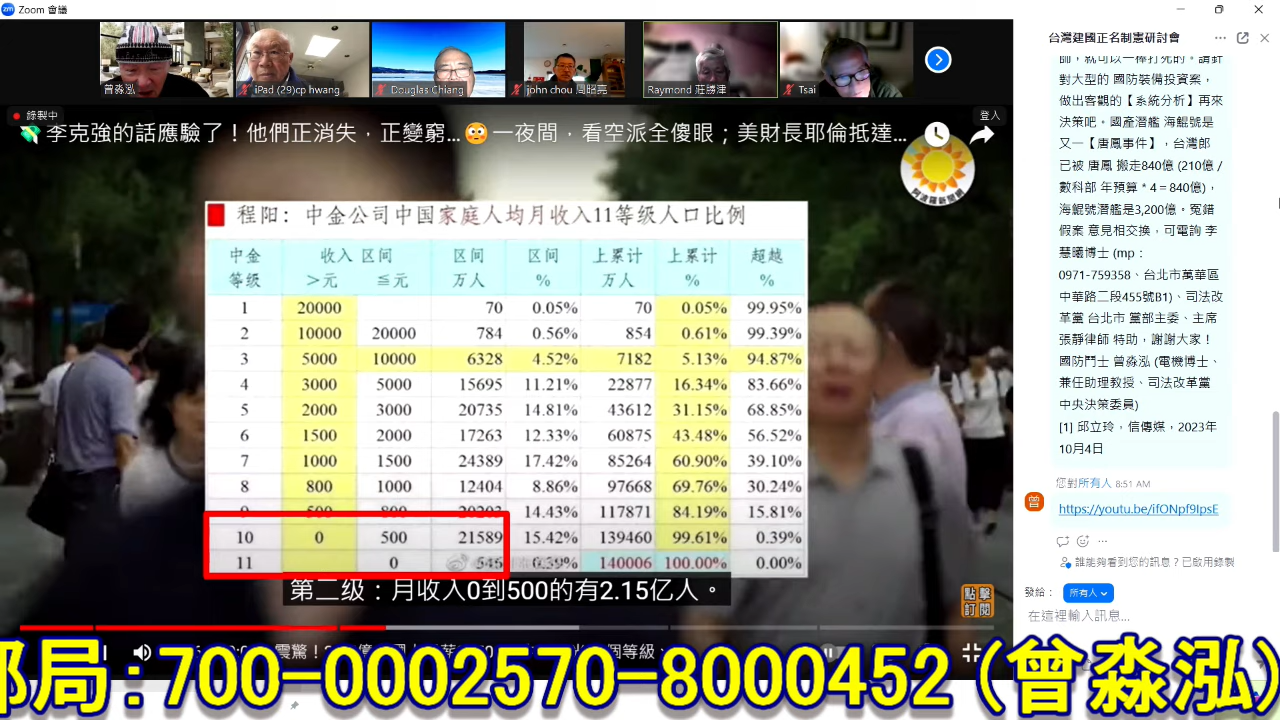 Zoom 會議
曾淼泓
iPad (29)cp hwang
Douglas Chiang
john chou 周昭亮
Raymond 莊勝津
Tsai
錄製中
登人
李克強的話應驗了！他們正消失，正變窮…😳一夜間，看空派全傻眼；美財長耶倫抵達…
程阳：中金公司中国家庭人均月收入11等级人口比例
中金 收入 区间 区间 区间 上累计 上累计 超越
等级 ＞元 ≦元 万人 % 万人 % %
1 20000 70 0.05% 70 0.05% 99.95%
2 10000 20000 784 0.56% 854 0.61% 99.39%
3 5000 10000 6328 4.52% 7182 5.13% 94.87%
4 3000 5000 15695 11.21% 22877 16.34% 83.66%
5 2000 3000 20735 14.81% 43612 31.15% 68.85%
6 1500 2000 17263 12.33% 60875 43.48% 56.52%
7 1000 1500 24389 17.42% 85264 60.90% 39.10%
8 800 1000 12404 8.86% 97668 69.76% 30.24%
9 500 800 20203 14.43% 117871 84.19% 15.81%
10 0 500 21589 15.42% 139460 99.61% 0.39%
11 0 546 0.39% 140006 100.00% 0.00%
第二级：月收入0到500的有2.15亿人。
點擊
訂閱
郵局:700-0002570-8000452(曾淼泓)
台灣建國正名制憲研討會
師，就可以一棒打死的。請針
對大型的 國防裝備投資案，
做出客觀的【系統分析】再來
決策吧。國產潛艦 海鯤號是
又一【唐鳳事件】，台灣郎
已被 唐鳳 搬走840億 (210億 /
數科部 年預算 * 4 = 840億)，
海鯤號潛艦是3,200億。冤錯
假案 意見相交換，可電詢 李
慧曦博士 (mp：
0971-759358、台北市萬華區
中華路二段455號B1)、司法改
革黨 台北市 黨部主委、主席
張靜律師 特助，謝謝大家！
國防鬥士 曾淼泓 (電機博士、
兼任助理教授、司法改革黨
中央決策委員)
[1] 邱立玲，信傳媒，2023年
10月4日
您對所有人 8:51 AM
曾
https://youtu.be/ifONpf9IpsE
誰能夠看到您的訊息？已啟用錄製
發給： 所有人
在這裡輸入訊息...